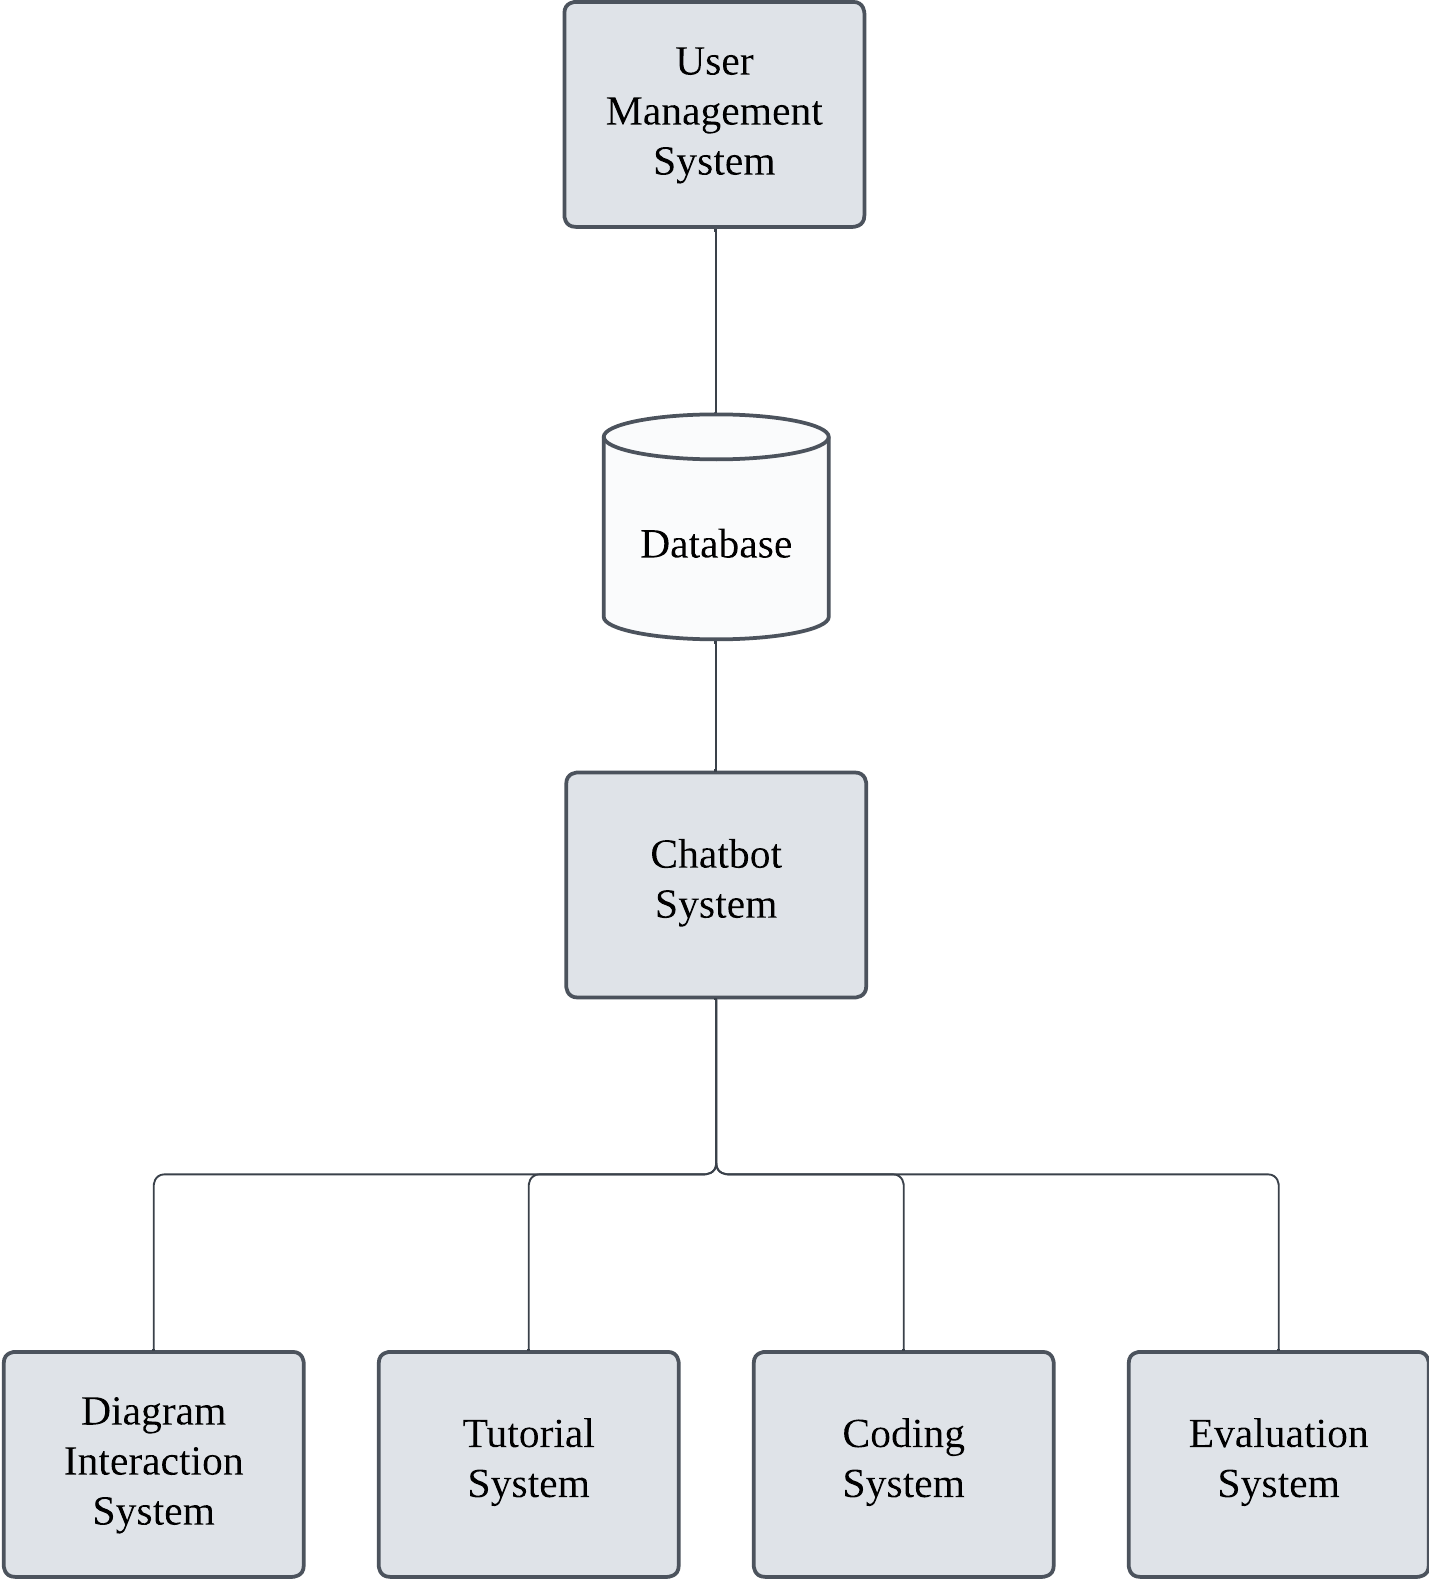 User
Management
System
Database
Chatbot
System
Diagram
Interaction
System
Tutorial
System
Coding
System
Evaluation
System